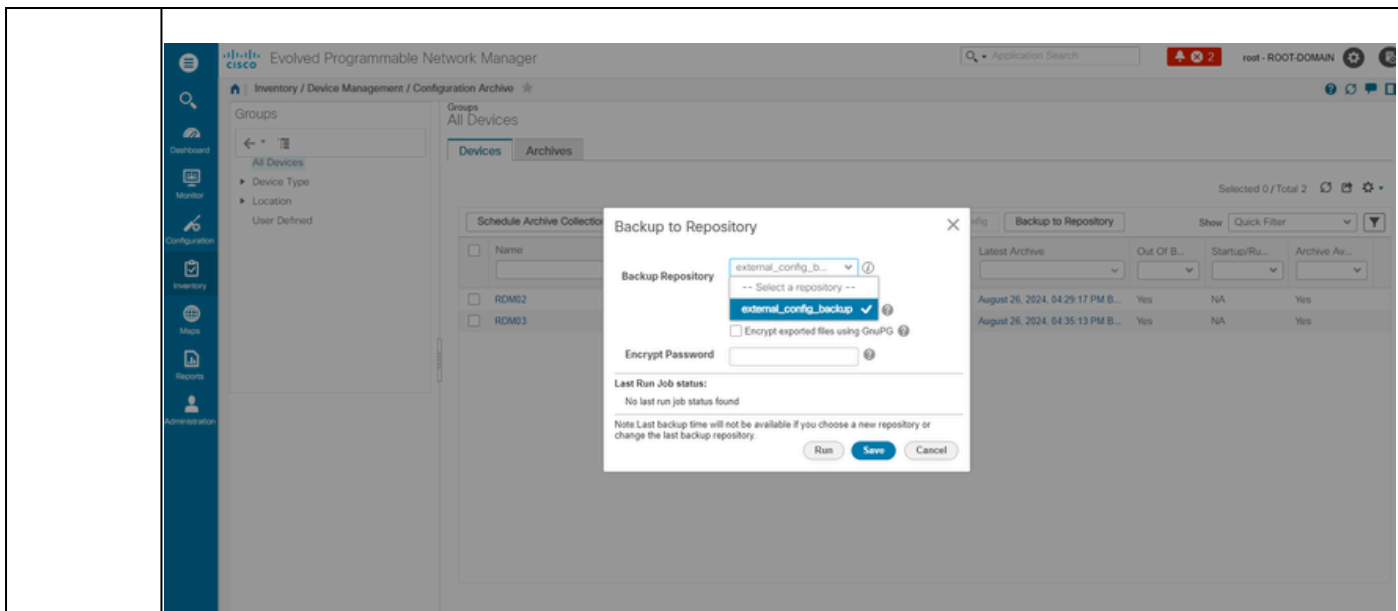 cisco Evolved Programmable Network Manager
Application Search
2
root - ROOT-DOMAIN
Inventory / Device Management / Configuration Archive
Dashboard
Monitor
Configuration
Inventory
Maps
Reports
Administration
Groups
All Devices
Device Type
Location
User Defined
Groups
All Devices
Devices Archives
Selected 0 / Total 2
Schedule Archive Collection
Backup to Repository
Show Quick Filter
Name
Latest Archive
Out Of B...
Startup/Ru...
Archive Av...
RDM02
August 26, 2024, 04:29:17 PM B... Yes NA Yes
RDM03
August 26, 2024, 04:35:13 PM B... Yes NA Yes
Backup to Repository
Backup Repository
external_config_b...
-- Select a repository --
external_config_backup
Encrypt exported files using GnuPG
Encrypt Password
Last Run Job status:
No last run job status found
Note:Last backup time will not be available if you choose a new repository or
change the last backup repository.
Run Save Cancel